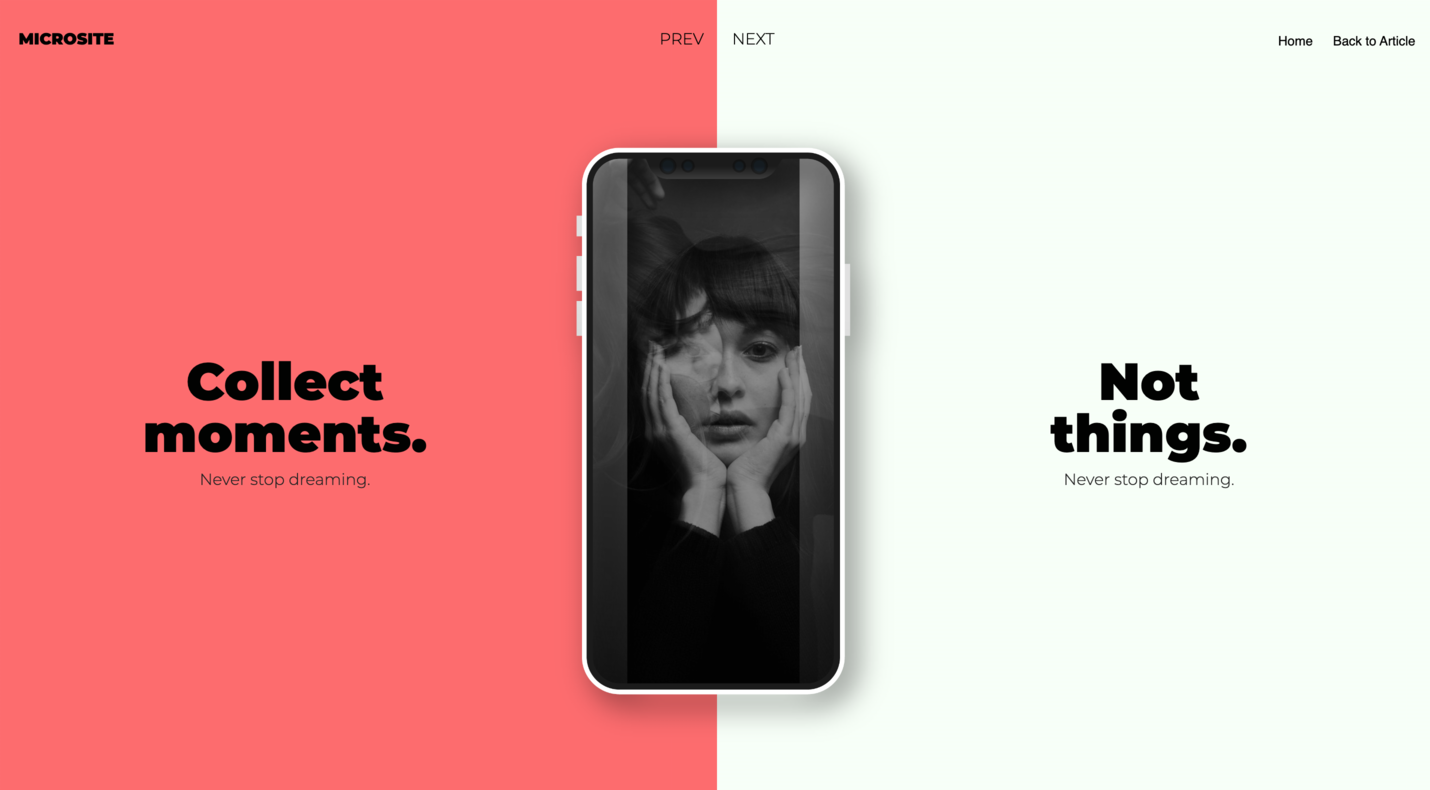 MICROSITE
PREV NEXT
Home Back to Article
Collect
moments.
Never stop dreaming.
Not
things.
Never stop dreaming.